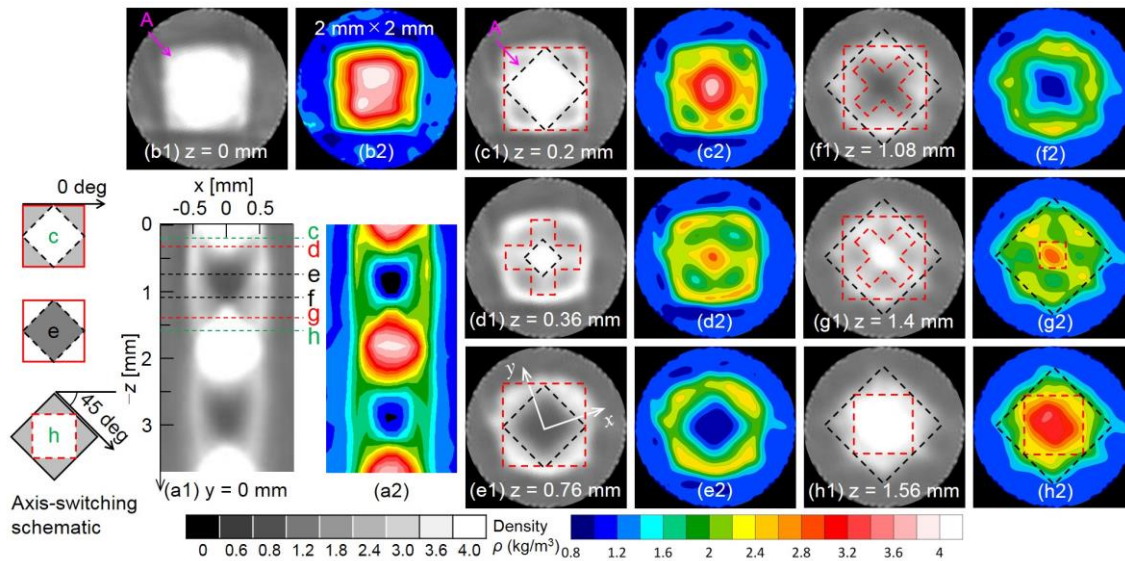 A
2 mm × 2 mm
A
(b1) z = 0 mm
(b2)
(c1) z = 0.2 mm
(c2)
(f1) z = 1.08 mm
(f2)
0 deg
c
e
h
45 deg
Axis-switching
schematic
x [mm]
-0.5 0 0.5
0
1
2
3
-z [mm]
c
d
e
f
g
h
(a1) y = 0 mm
(a2)
(d1) z = 0.36 mm
(d2)
(g1) z = 1.4 mm
(g2)
y
x
(e1) z = 0.76 mm
(e2)
(h1) z = 1.56 mm
(h2)
0 0.6 0.8 1.2 1.8 2.4 3.0 3.6 4.0
Density
ρ (kg/m³)
0.8 1.2 1.6 2 2.4 2.8 3.2 3.6 4